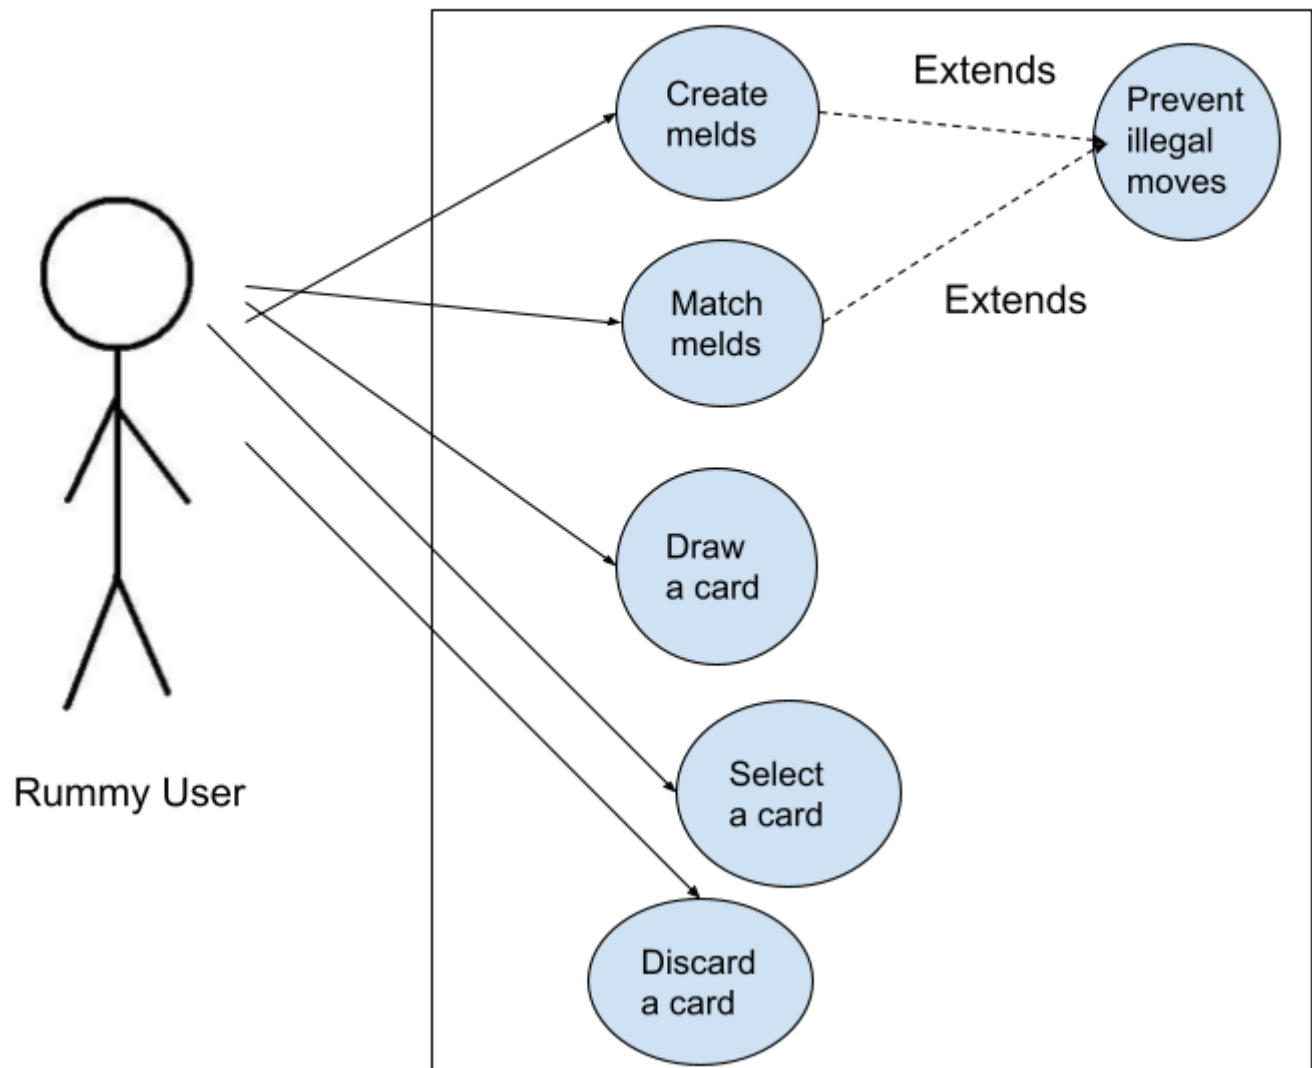 Create
melds
Extends
Prevent
illegal
moves
Match
melds
Extends
Draw
a card
Select
a card
Rummy User
Discard
a card